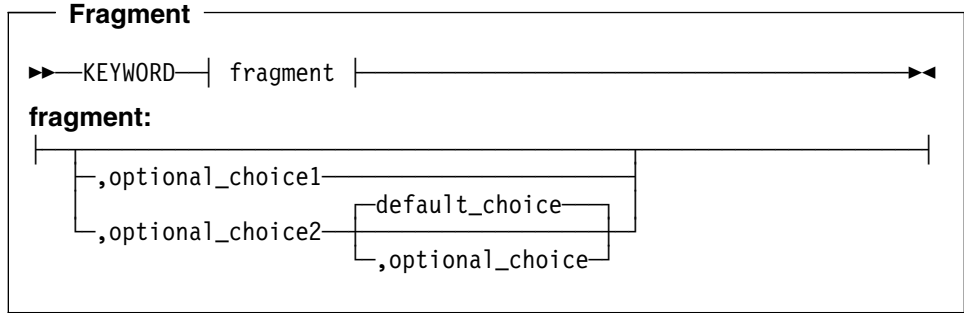 Fragment
KEYWORD fragment
fragment:
,optional_choice1
default_choice
,optional_choice2
,optional_choice